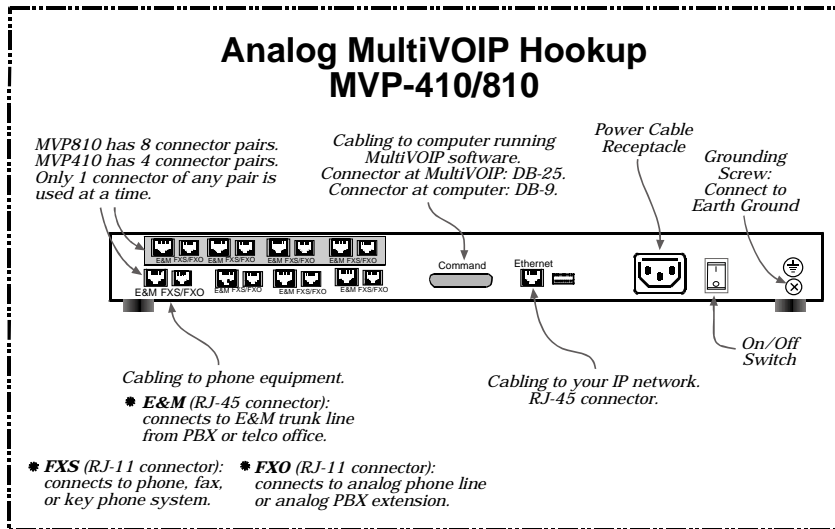 Analog MultiVOIP Hookup
MVP-410/810
MVP810 has 8 connector pairs.
MVP410 has 4 connector pairs.
Only 1 connector of any pair is
used at a time.
Cabling to computer running
MultiVOIP software.
Connector at MultiVOIP: DB-25.
Connector at computer: DB-9.
Power Cable
Receptacle
Grounding
Screw:
Connect to
Earth Ground
E&M FXS/FXO E&M FXS/FXO E&M FXS/FXO E&M FXS/FXO
Command
Ethernet
E&M FXS/FXO E&M FXS/FXO E&M FXS/FXO E&M FXS/FXO
On/Off
Switch
Cabling to phone equipment.
E&M (RJ-45 connector):
connects to E&M trunk line
from PBX or telco office.
Cabling to your IP network.
RJ-45 connector.
FXS (RJ-11 connector):
connects to phone, fax,
or key phone system.
FXO (RJ-11 connector):
connects to analog phone line
or analog PBX extension.